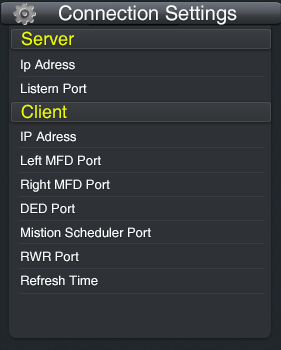 Connection Settings
Server
Ip Adress
Listern Port
Client
IP Adress
Left MFD Port
Right MFD Port
DED Port
Mistion Scheduler Port
RWR Port
Refresh Time